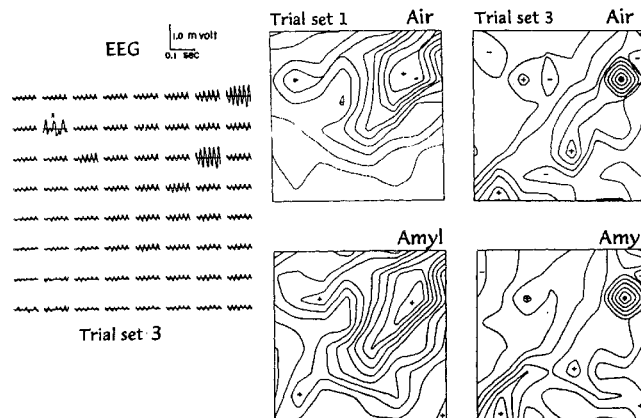 Trial set 1 Air
Trial set 3 Air
EEG
1.0 m volt
0.1 sec
x
Amyl
Amy
Trial set 3